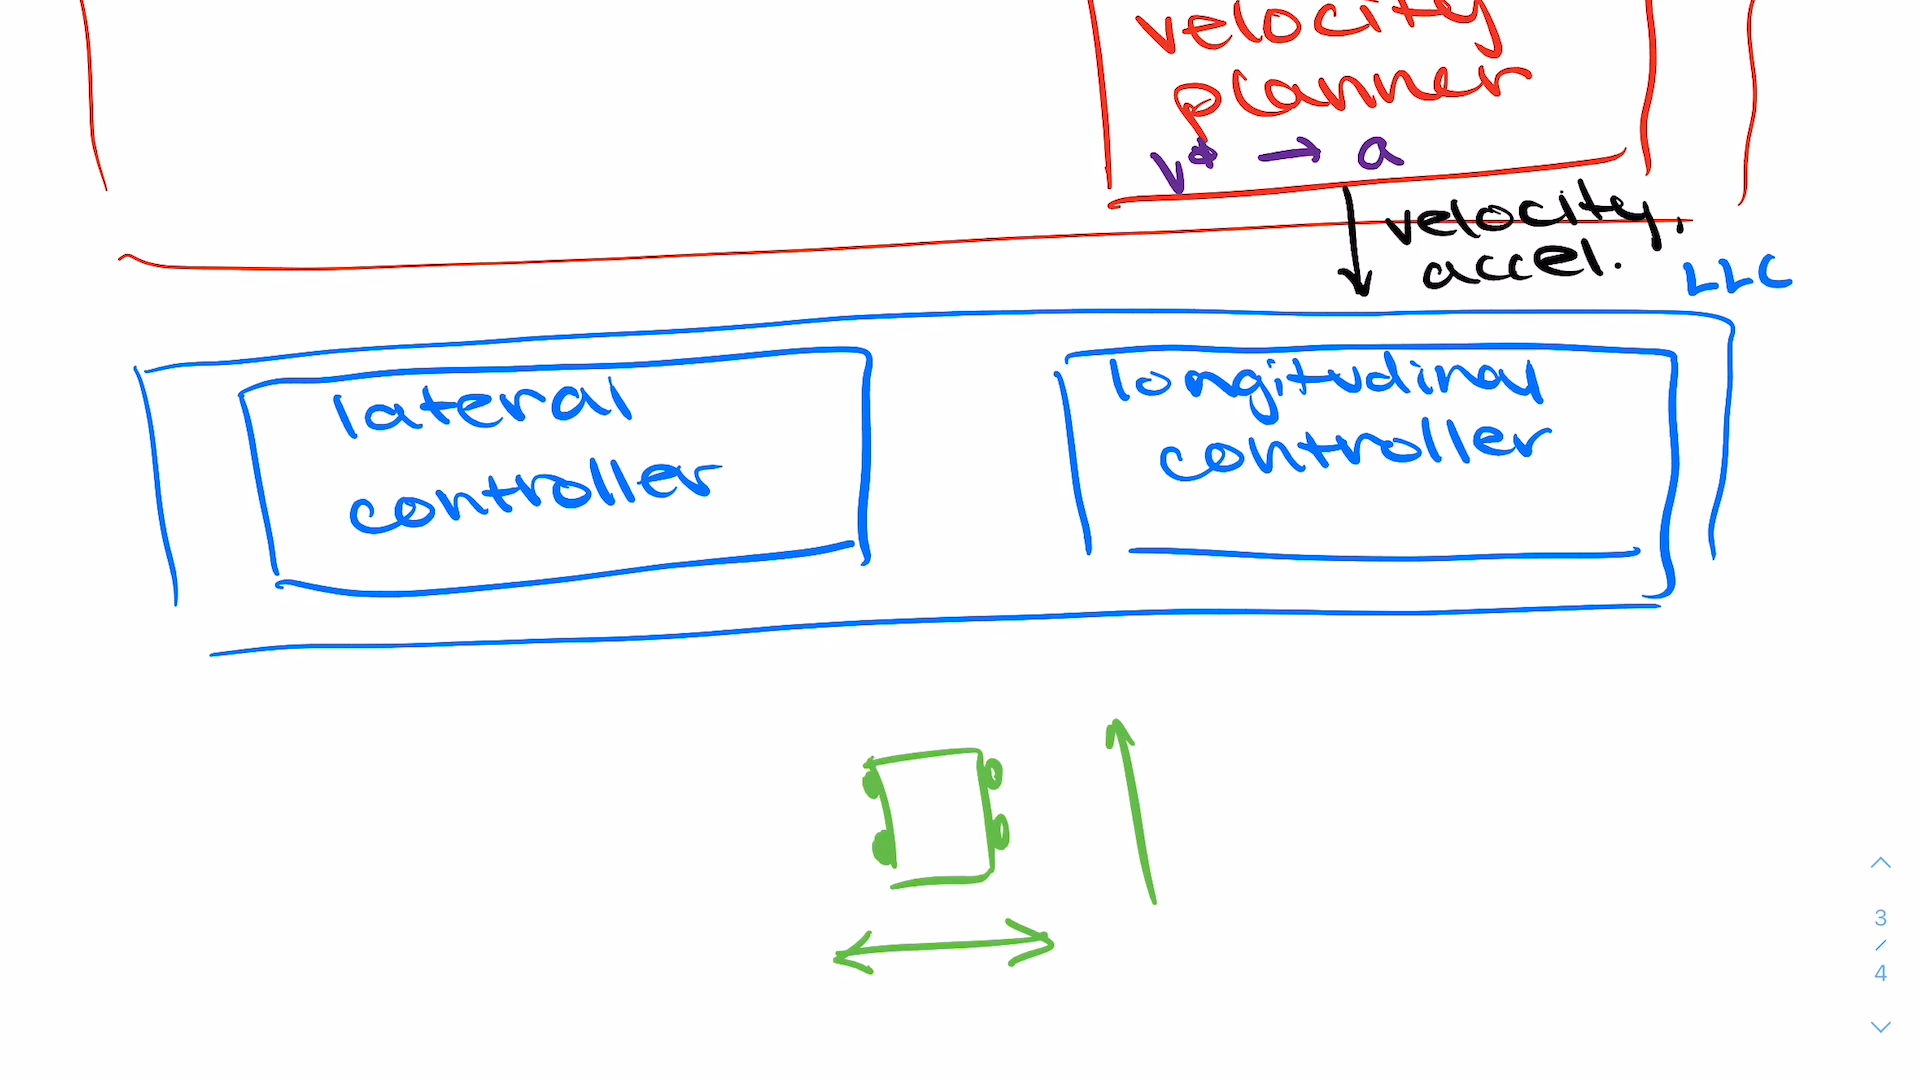 velocity
planner
v* → a
velocity,
accel.
LLC
lateral
controller
longitudinal
controller
3
/
4